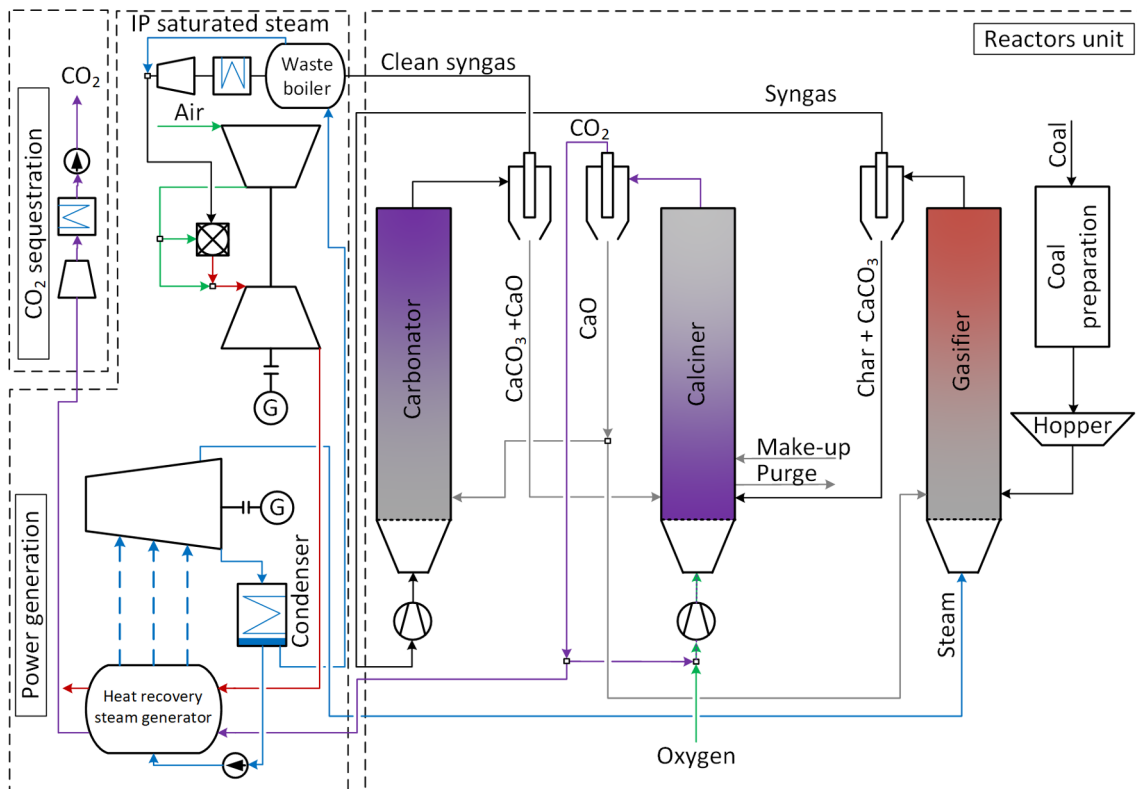 IP saturated steam
Reactors unit
Waste
boiler
Clean syngas
CO₂
Syngas
Air
CO₂
Coal
CO₂ sequestration
Coal
preparation
Carbonator
CaCO₃ +CaO
CaO
Calciner
Char + CaCO₃
Gasifier
G
Hopper
Make-up
Purge
Power generation
G
Condenser
Steam
Heat recovery
steam generator
Oxygen